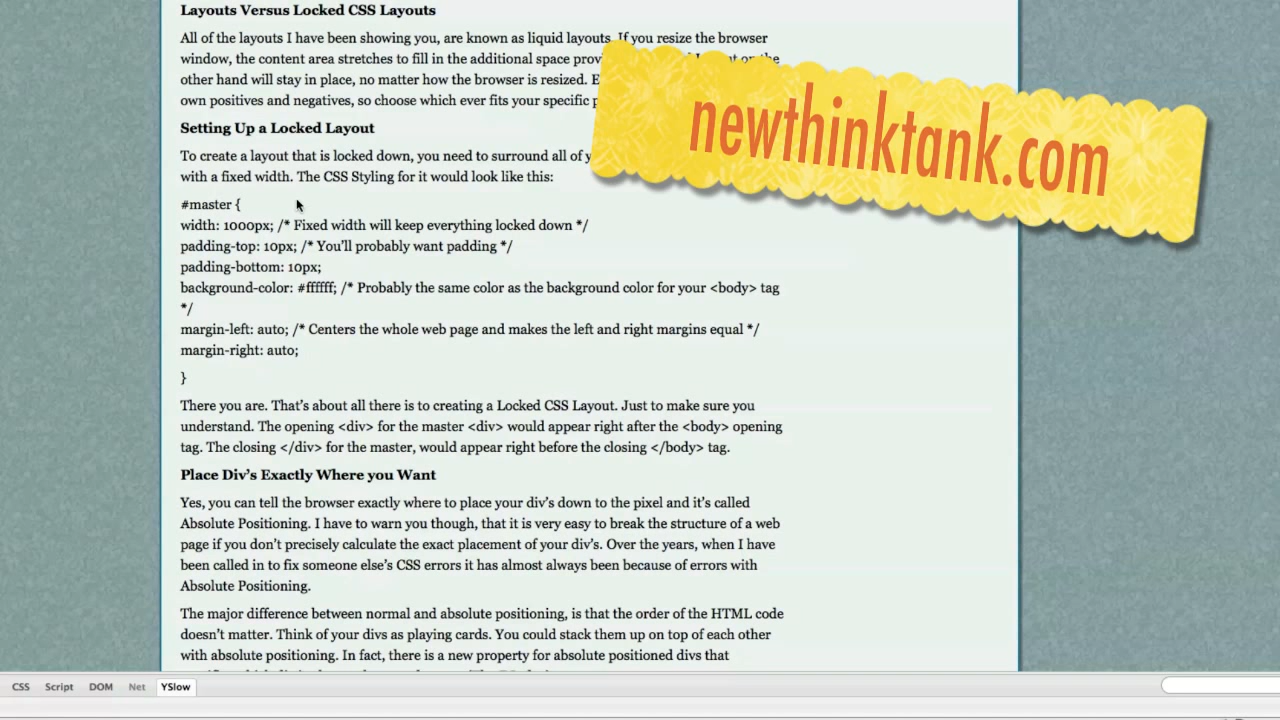 Layouts Versus Locked CSS Layouts
All of the layouts I have been showing you, are known as liquid layouts. If you resize the browser
window, the content area stretches to fill in the additional space
other hand will stay in place, no matter how the browser is resized.
own positives and negatives, so choose which ever fits your specific
newthinktank.com
Setting Up a Locked Layout
To create a layout that is locked down, you need to surround all of
with a fixed width. The CSS Styling for it would look like this:
#master {
width: 1000px; /* Fixed width will keep everything locked down */
padding-top: 10px; /* You'll probably want padding */
padding-bottom: 10px;
background-color: #ffffff; /* Probably the same color as the background color for your <body> tag
*/
margin-left: auto; /* Centers the whole web page and makes the left and right margins equal */
margin-right: auto;
}
There you are. That's about all there is to creating a Locked CSS Layout. Just to make sure you
understand. The opening <div> for the master <div> would appear right after the <body> opening
tag. The closing </div> for the master, would appear right before the closing </body> tag.
Place Div's Exactly Where you Want
Yes, you can tell the browser exactly where to place your div's down to the pixel and it's called
Absolute Positioning. I have to warn you though, that it is very easy to break the structure of a web
page if you don't precisely calculate the exact placement of your div's. Over the years, when I have
been called in to fix someone else's CSS errors it has almost always been because of errors with
Absolute Positioning.
The major difference between normal and absolute positioning, is that the order of the HTML code
doesn't matter. Think of your divs as playing cards. You could stack them up on top of each other
with absolute positioning. In fact, there is a new property for absolute positioned divs that
CSS Script DOM Net YSlow